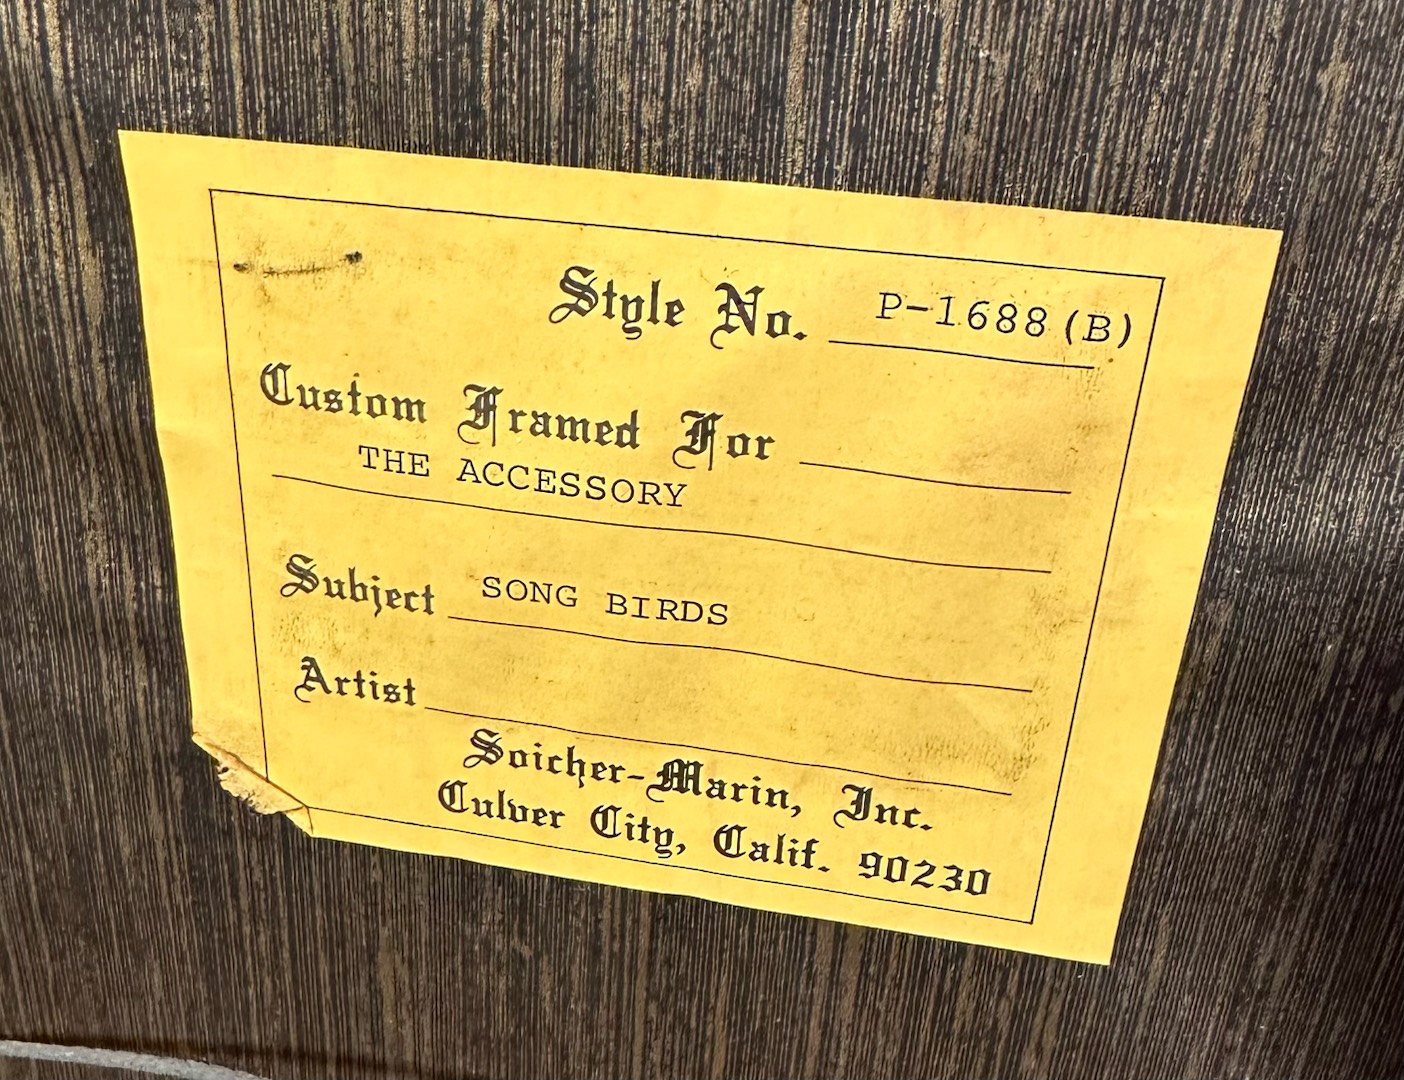 Style No. P-1688(B)
Custom Framed For
THE ACCESSORY
Subject SONG BIRDS
Artist
Soicher-Marin, Inc.
Culver City, Calif. 90230